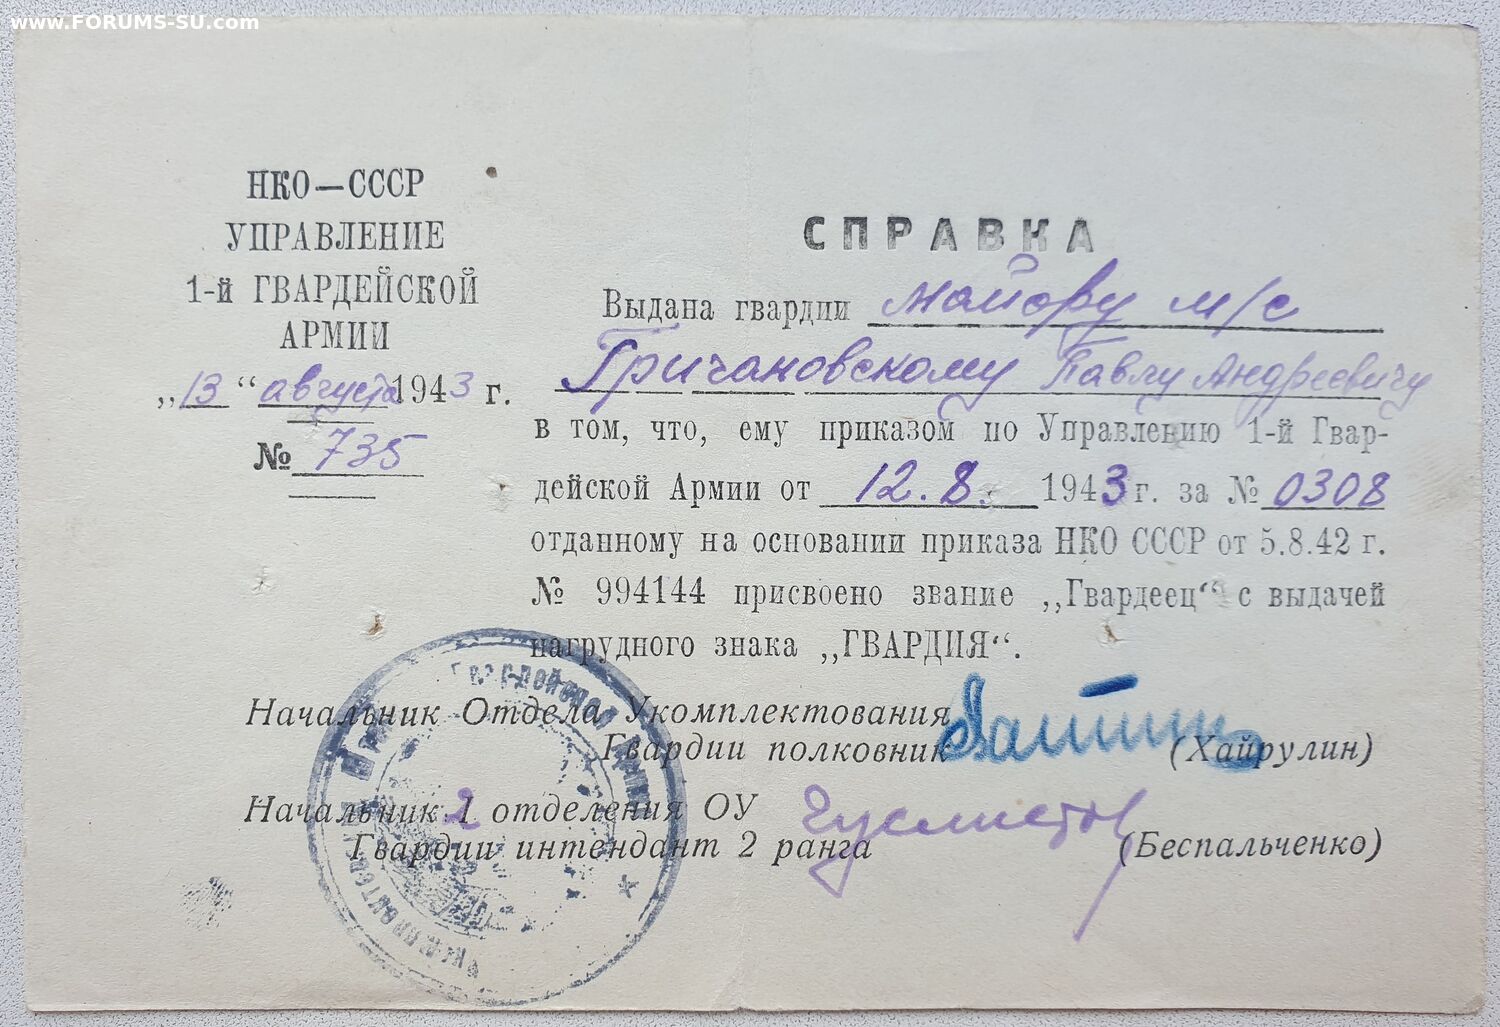 www.FORUMS-SU.com
НКО—СССР
УПРАВЛЕНИЕ
1-й ГВАРДЕЙСКОЙ
АРМИИ
„13“ августа 1943 г.
№ 735
СПРАВКА
Выдана гвардии майору м/с
Гричановскому Павлу Андреевичу
в том, что, ему приказом по Управлению 1-й Гвар-
дейской Армии от 12.8. 1943 г. за № 0308
отданному на основании приказа НКО СССР от 5.8.42 г.
№ 994144 присвоено звание „Гвардеец“ с выдачей
нагрудного знака „ГВАРДИЯ“.
Начальник Отдела Укомплектования
Гвардии полковник (Хайрулин)
Начальник 2 отделения ОУ
Гвардии интендант 2 ранга (Беспальченко)